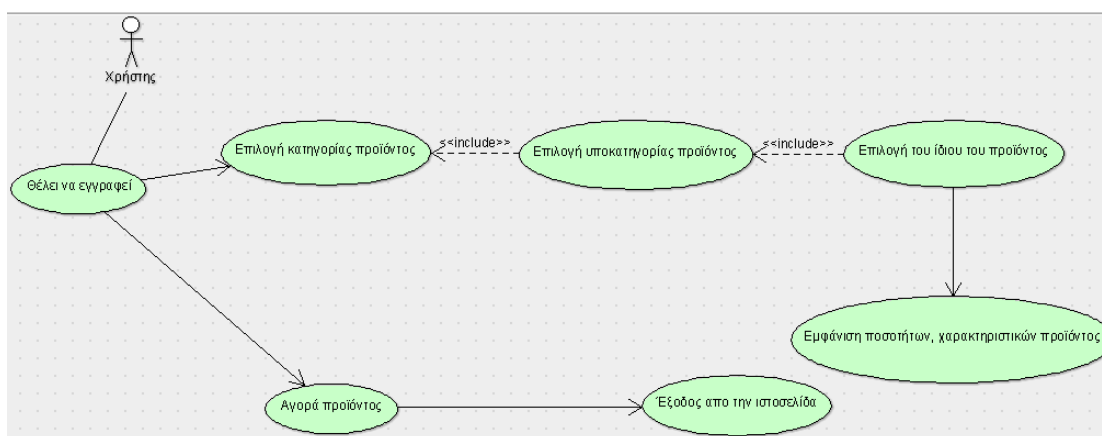 Χρήστης
Επιλογή κατηγορίας προϊόντος
<<include>>
Επιλογή υποκατηγορίας προϊόντος
<<include>>
Επιλογή του ίδιου του προϊόντος
Θέλει να εγγραφεί
Εμφάνιση ποσοτήτων, χαρακτηριστικών προϊόντος
Αγορά προϊόντος
Έξοδος απο την ιστοσελίδα